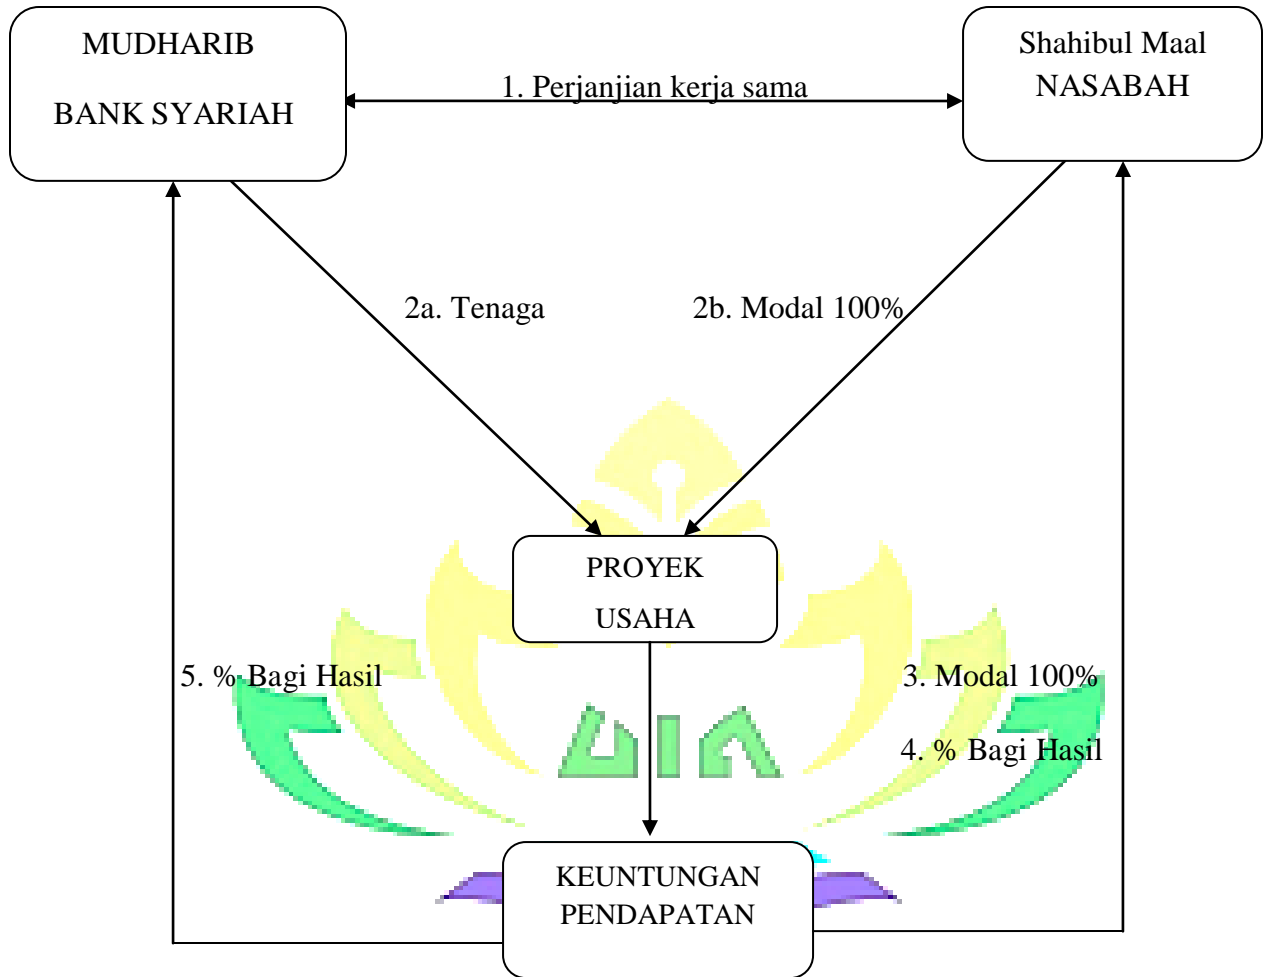 MUDHARIB
BANK SYARIAH
Shahibul Maal
NASABAH
1. Perjanjian kerja sama
2a. Tenaga
2b. Modal 100%
PROYEK
USAHA
5. % Bagi Hasil
3. Modal 100%
4. % Bagi Hasil
KEUNTUNGAN
PENDAPATAN